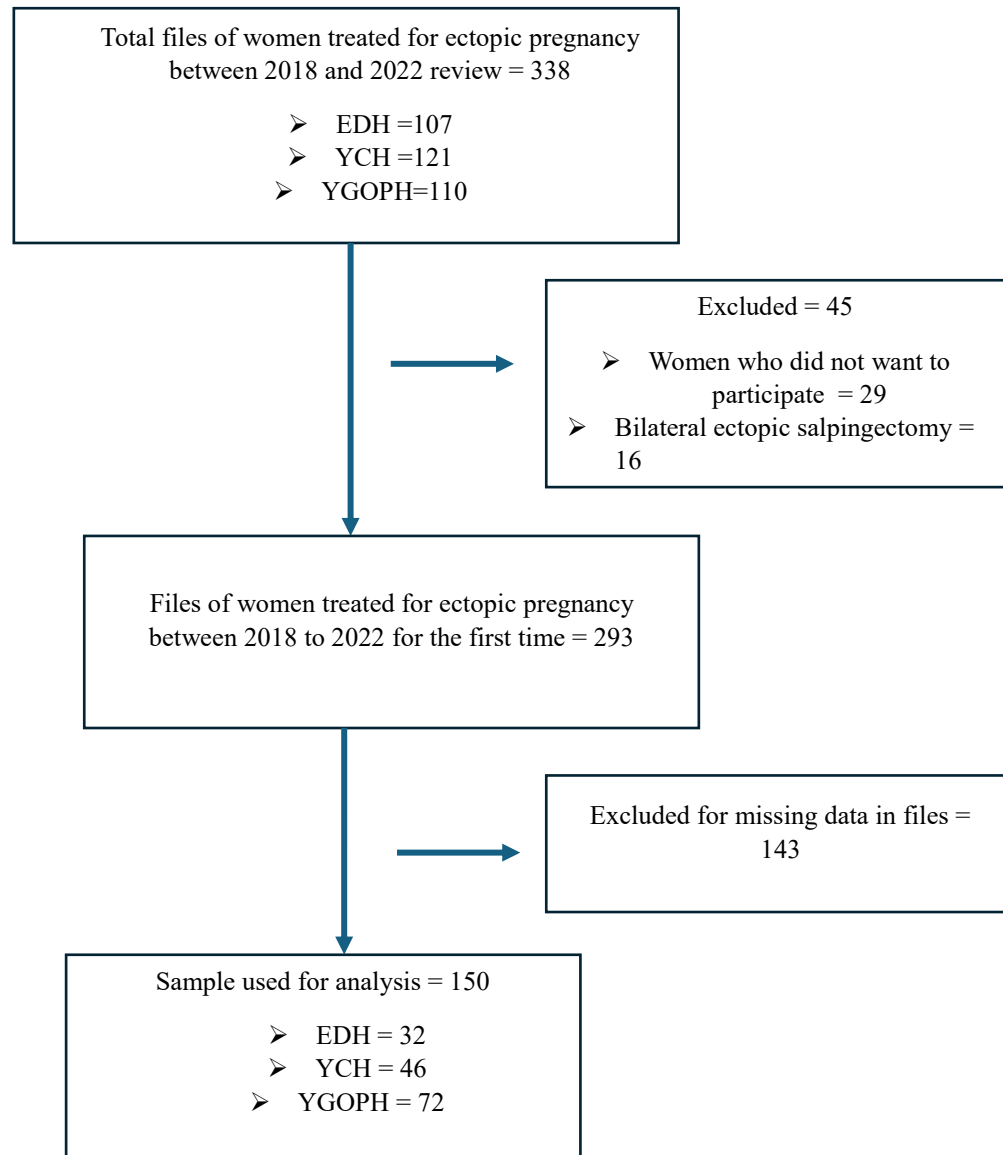 Total files of women treated for ectopic pregnancy
between 2018 and 2022 review = 338
➢ EDH =107
➢ YCH =121
➢ YGOPH=110
Excluded = 45
➢ Women who did not want to
participate = 29
➢ Bilateral ectopic salpingectomy =
16
Files of women treated for ectopic pregnancy
between 2018 to 2022 for the first time = 293
Excluded for missing data in files =
143
Sample used for analysis = 150
➢ EDH = 32
➢ YCH = 46
➢ YGOPH = 72